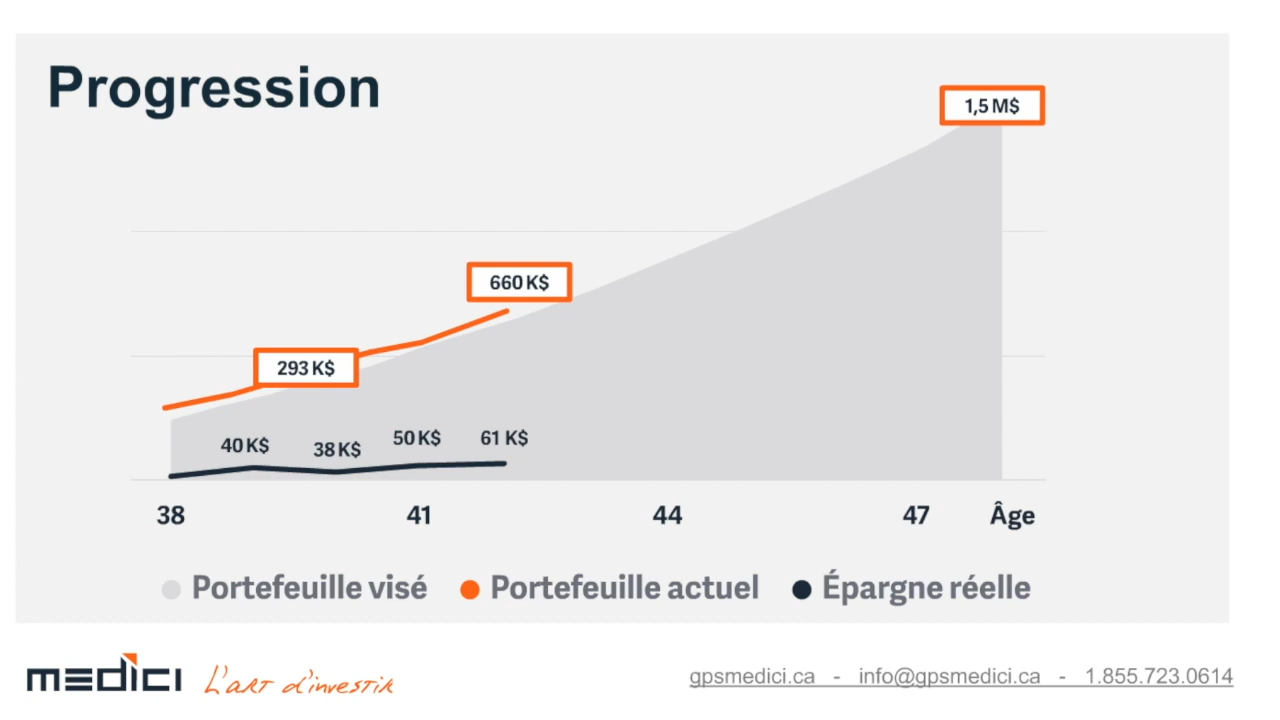 Progression
1,5 M$
660 K$
293 K$
40 K$
38 K$
50 K$
61 K$
38 41 44 47 Âge
Portefeuille visé Portefeuille actuel Épargne réelle
medici L'art d'investir
gpsmedici.ca - info@gpsmedici.ca - 1.855.723.0614